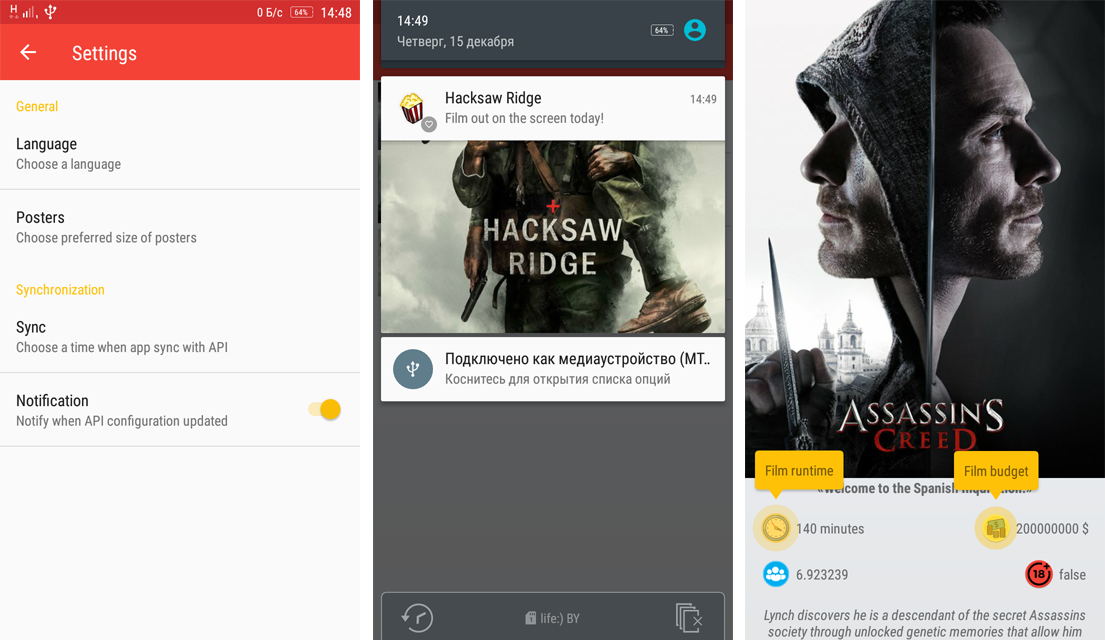 H
0 Б/с 64% 14:48
Settings
General
Language
Choose a language
Posters
Choose preferred size of posters
Synchronization
Sync
Choose a time when app sync with API
Notification
Notify when API configuration updated
14:49
Четверг, 15 декабря
64%
Hacksaw Ridge
14:49
Film out on the screen today!
HACKSAW
RIDGE
Подключено как медиаустройство (MT..
Коснитесь для открытия списка опций
life:) BY
ASSASSIN'S
CREED
Film runtime
Film budget
«Welcome to the Spanish Inquisition.»
140 minutes
200000000 $
6.923239
18+
false
Lynch discovers he is a descendant of the secret Assassins
society through unlocked genetic memories that allow him